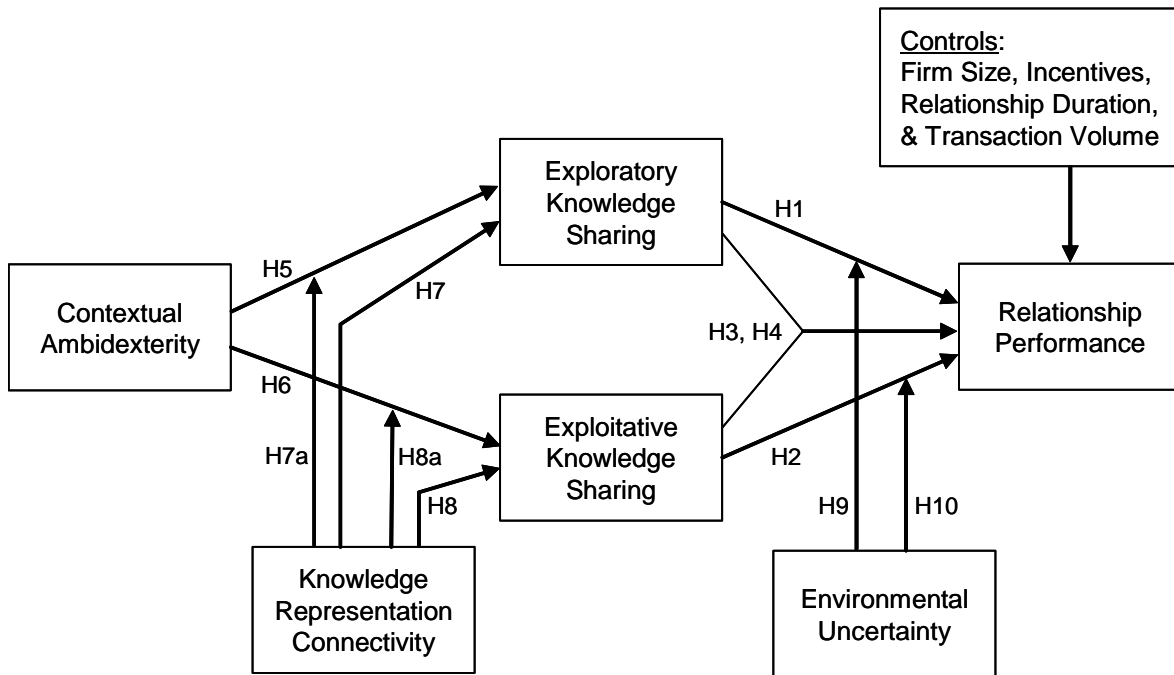 Controls:
Firm Size, Incentives,
Relationship Duration,
& Transaction Volume
Exploratory
Knowledge
Sharing
H1
H5
H7
Contextual
Ambidexterity
H3, H4
Relationship
Performance
H6
Exploitative
Knowledge
Sharing
H7a
H8a
H8
H2
H9
H10
Knowledge
Representation
Connectivity
Environmental
Uncertainty